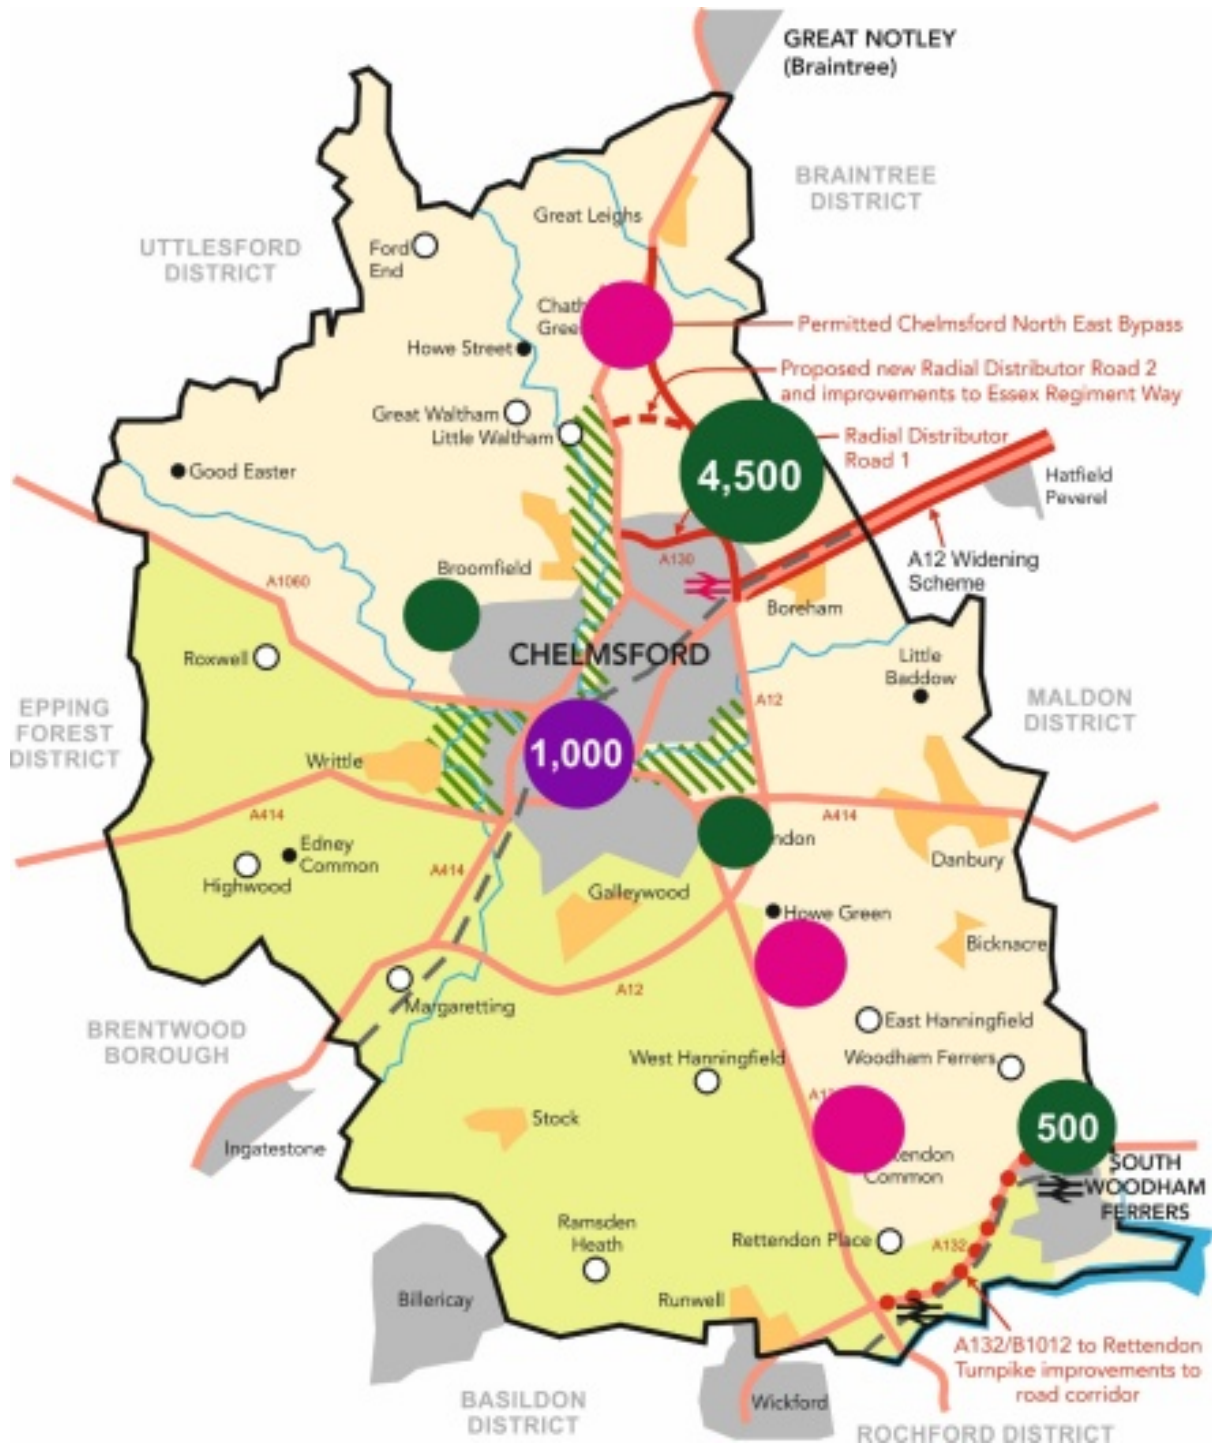 GREAT NOTLEY
(Braintree)
BRAINTREE
DISTRICT
UTTLESFORD
DISTRICT
Great Leighs
Ford
End
Chath
Gree
Permitted Chelmsford North East Bypass
Howe Street
Proposed new Radial Distributor Road 2
and improvements to Essex Regiment Way
Great Waltham
Little Waltham
Radial Distributor
Road 1
4,500
Good Easter
Hatfield
Peverel
A130
A12 Widening
Scheme
Broomfield
A1060
Boreham
CHELMSFORD
Roxwell
Little
Baddow
A12
EPPING
FOREST
DISTRICT
MALDON
DISTRICT
1,000
Writtle
A414
A414
ndon
Edney
Common
Danbury
A414
Highwood
Galleywood
Howe Green
Bicknacre
A12
Margaretting
BRENTWOOD
BOROUGH
East Hanningfield
West Hanningfield
Woodham Ferrers
Stock
500
Ingatestone
tendon
Common
SOUTH
WOODHAM
FERRERS
Ramsden
Heath
Rettendon Place
A132
Billericay
Runwell
A132/B1012 to Rettendon
Turnpike improvements to
road corridor
Wickford
BASILDON
DISTRICT
ROCHFORD DISTRICT